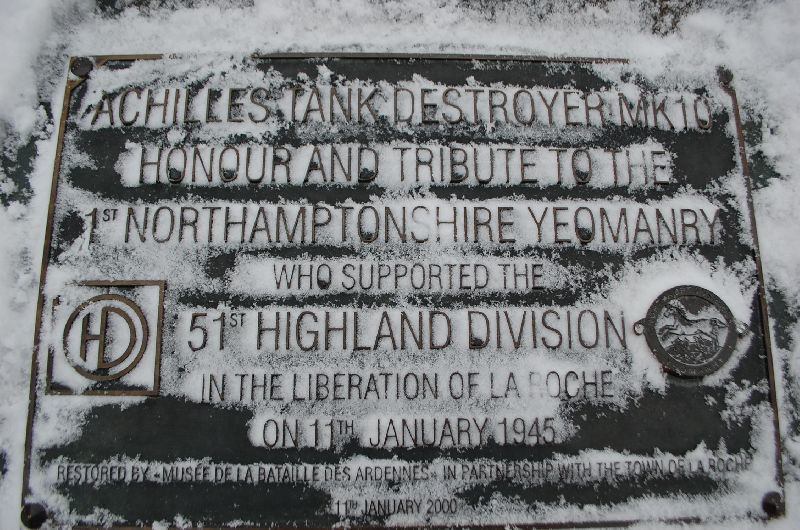 ACHILLES TANK DESTROYER MK10
HONOUR AND TRIBUTE TO THE
1ST NORTHAMPTONSHIRE YEOMANRY
WHO SUPPORTED THE
51ST HIGHLAND DIVISION
HD
IN THE LIBERATION OF LA ROCHE
ON 11TH JANUARY 1945
RESTORED BY - MUSÉE DE LA BATAILLE DES ARDENNES - IN PARTNERSHIP WITH THE TOWN OF LA ROCHE
11TH JANUARY 2000